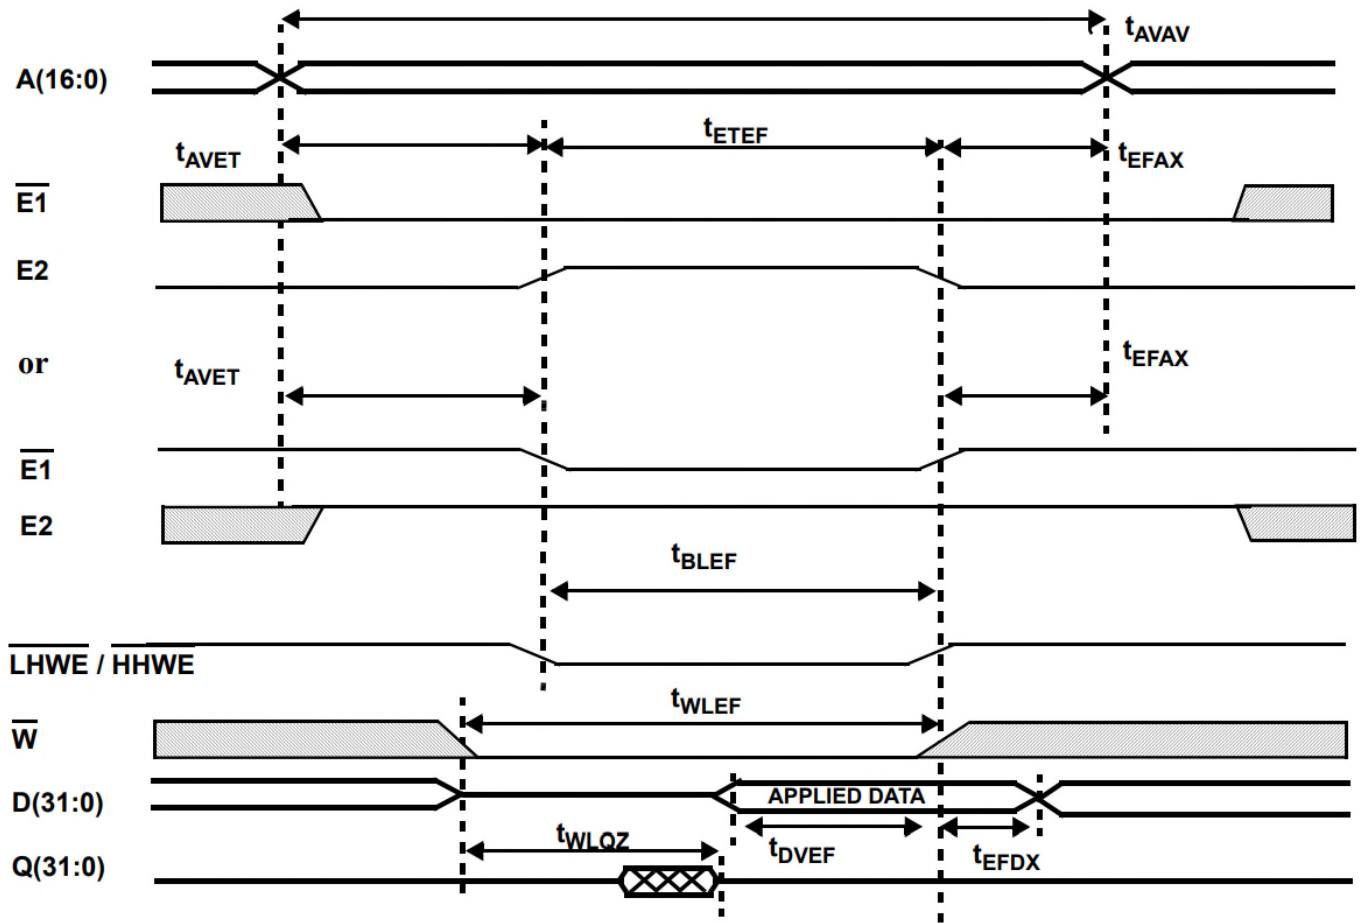 tAVAV
A(16:0)
tAVET
tETEF
tEFAX
E1
E2
or
tAVET
tEFAX
E1
E2
tBLEF
LHWE / HHWE
tWLEF
W
D(31:0)
APPLIED DATA
tWLQZ
tDVEF
tEFDX
Q(31:0)